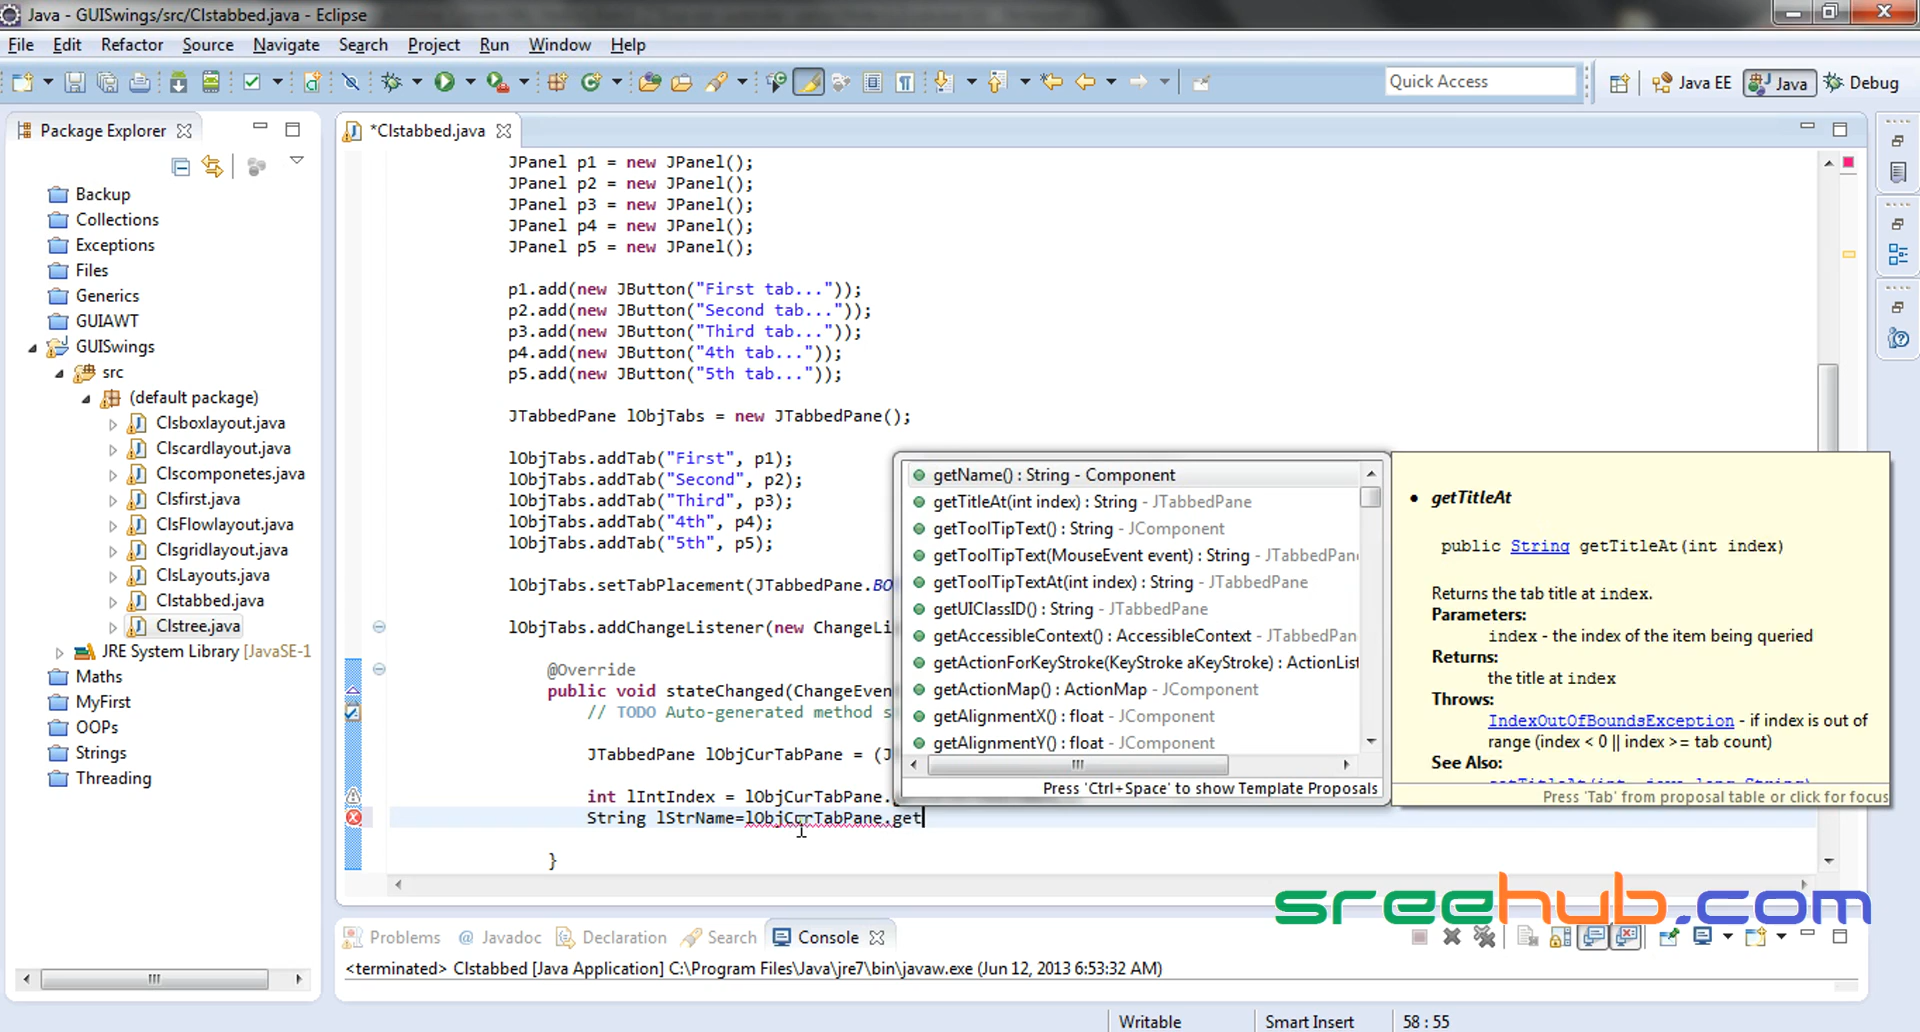 Java - GUISwings/src/Clstabbed.java - Eclipse
File Edit Refactor Source Navigate Search Project Run Window Help
Quick Access
Java EE
Java
Debug
Package Explorer
*Clstabbed.java
Backup
Collections
Exceptions
Files
Generics
GUIAWT
GUISwings
src
(default package)
Clsboxlayout.java
Clscardlayout.java
Clscomponetes.java
Clsfirst.java
ClsFlowlayout.java
Clsgridlayout.java
ClsLayouts.java
Clstabbed.java
Clstree.java
JRE System Library [JavaSE-1
Maths
MyFirst
OOPs
Strings
Threading
JPanel p1 = new JPanel();
JPanel p2 = new JPanel();
JPanel p3 = new JPanel();
JPanel p4 = new JPanel();
JPanel p5 = new JPanel();
p1.add(new JButton("First tab..."));
p2.add(new JButton("Second tab..."));
p3.add(new JButton("Third tab..."));
p4.add(new JButton("4th tab..."));
p5.add(new JButton("5th tab..."));
JTabbedPane lObjTabs = new JTabbedPane();
lObjTabs.addTab("First", p1);
lObjTabs.addTab("Second", p2);
lObjTabs.addTab("Third", p3);
lObjTabs.addTab("4th", p4);
lObjTabs.addTab("5th", p5);
lObjTabs.setTabPlacement(JTabbedPane.BO
lObjTabs.addChangeListener(new ChangeLi
@Override
public void stateChanged(ChangeEven
// TODO Auto-generated method s
JTabbedPane lObjCurTabPane = (J
int lIntIndex = lObjCurTabPane.
String lStrName=lObjCurTabPane.get
}
getName() : String - Component
getTitleAt(int index) : String - JTabbedPane
getToolTipText() : String - JComponent
getToolTipText(MouseEvent event) : String - JTabbedPane
getToolTipTextAt(int index) : String - JTabbedPane
getUIClassID() : String - JTabbedPane
getAccessibleContext() : AccessibleContext - JTabbedPane
getActionForKeyStroke(KeyStroke aKeyStroke) : ActionList
getActionMap() : ActionMap - JComponent
getAlignmentX() : float - JComponent
getAlignmentY() : float - JComponent
Press 'Ctrl+Space' to show Template Proposals
getTitleAt
public String getTitleAt(int index)
Returns the tab title at index.
Parameters:
index - the index of the item being queried
Returns:
the title at index
Throws:
IndexOutOfBoundsException - if index is out of
range (index < 0 || index >= tab count)
See Also:
Press 'Tab' from proposal table or click for focus
sreehub.com
Problems @ Javadoc Declaration Search Console
<terminated> Clstabbed [Java Application] C:\Program Files\Java\jre7\bin\javaw.exe (Jun 12, 2013 6:53:32 AM)
Writable Smart Insert 58 : 55